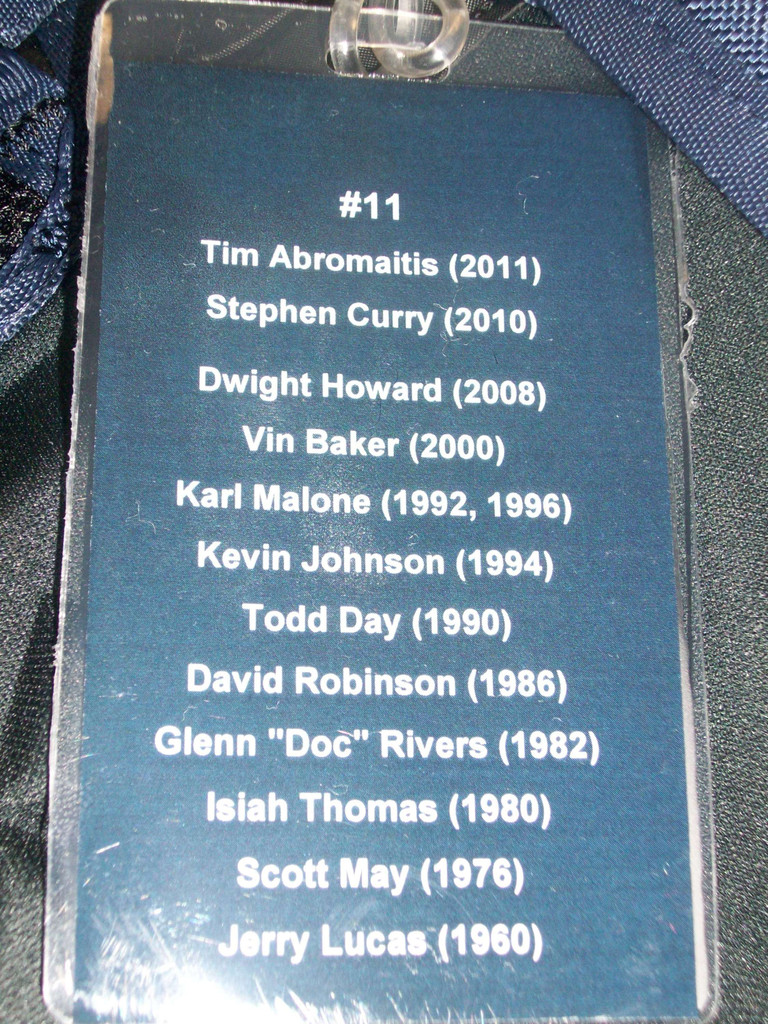 #11
Tim Abromaitis (2011)
Stephen Curry (2010)
Dwight Howard (2008)
Vin Baker (2000)
Karl Malone (1992, 1996)
Kevin Johnson (1994)
Todd Day (1990)
David Robinson (1986)
Glenn "Doc" Rivers (1982)
Isiah Thomas (1980)
Scott May (1976)
Jerry Lucas (1960)